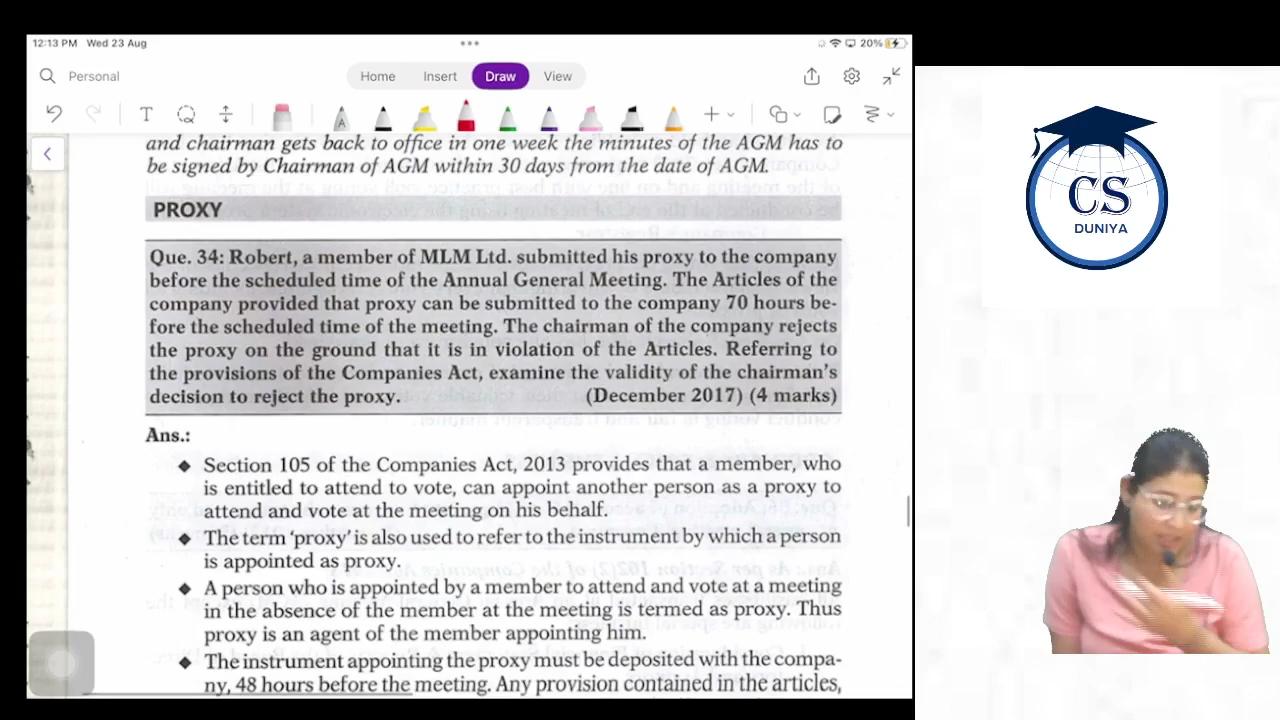 12:13 PM Wed 23 Aug
20%
Personal
Home Insert Draw View
T
A
and chairman gets back to office in one week the minutes of the AGM has to
be signed by Chairman of AGM within 30 days from the date of AGM.
PROXY
Que. 34: Robert, a member of MLM Ltd. submitted his proxy to the company
before the scheduled time of the Annual General Meeting. The Articles of the
company provided that proxy can be submitted to the company 70 hours be-
fore the scheduled time of the meeting. The chairman of the company rejects
the proxy on the ground that it is in violation of the Articles. Referring to
the provisions of the Companies Act, examine the validity of the chairman's
decision to reject the proxy. (December 2017) (4 marks)
Ans.:
◆ Section 105 of the Companies Act, 2013 provides that a member, who
is entitled to attend to vote, can appoint another person as a proxy to
attend and vote at the meeting on his behalf.
◆ The term 'proxy' is also used to refer to the instrument by which a person
is appointed as proxy.
◆ A person who is appointed by a member to attend and vote at a meeting
in the absence of the member at the meeting is termed as proxy. Thus
proxy is an agent of the member appointing him.
◆ The instrument appointing the proxy must be deposited with the compa-
ny, 48 hours before the meeting. Any provision contained in the articles,
CS
DUNIYA